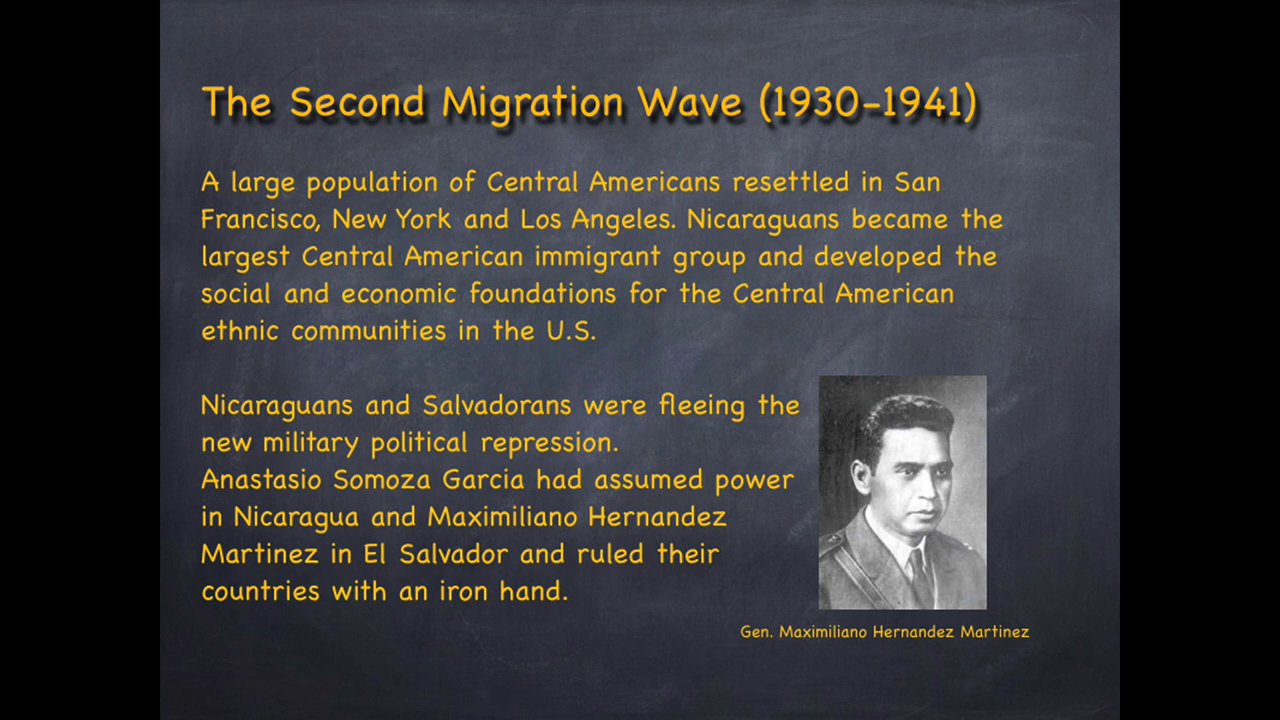 The Second Migration Wave (1930-1941)
A large population of Central Americans resettled in San
Francisco, New York and Los Angeles. Nicaraguans became the
largest Central American immigrant group and developed the
social and economic foundations for the Central American
ethnic communities in the U.S.
Nicaraguans and Salvadorans were fleeing the
new military political repression.
Anastasio Somoza Garcia had assumed power
in Nicaragua and Maximiliano Hernandez
Martinez in El Salvador and ruled their
countries with an iron hand.
Gen. Maximiliano Hernandez Martinez